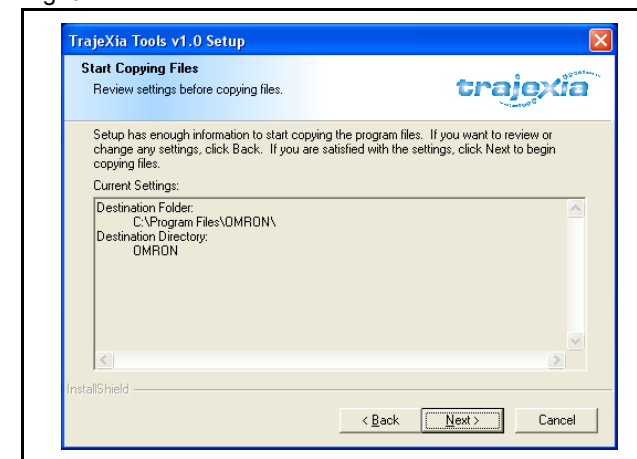 TrajeXia Tools v1.0 Setup
Start Copying Files
Review settings before copying files.
trajexia
Setup has enough information to start copying the program files. If you want to review or
change any settings, click Back. If you are satisfied with the settings, click Next to begin
copying files.
Current Settings:
Destination Folder:
C:\Program Files\OMRON\
Destination Directory:
OMRON
InstallShield
< Back
Next >
Cancel